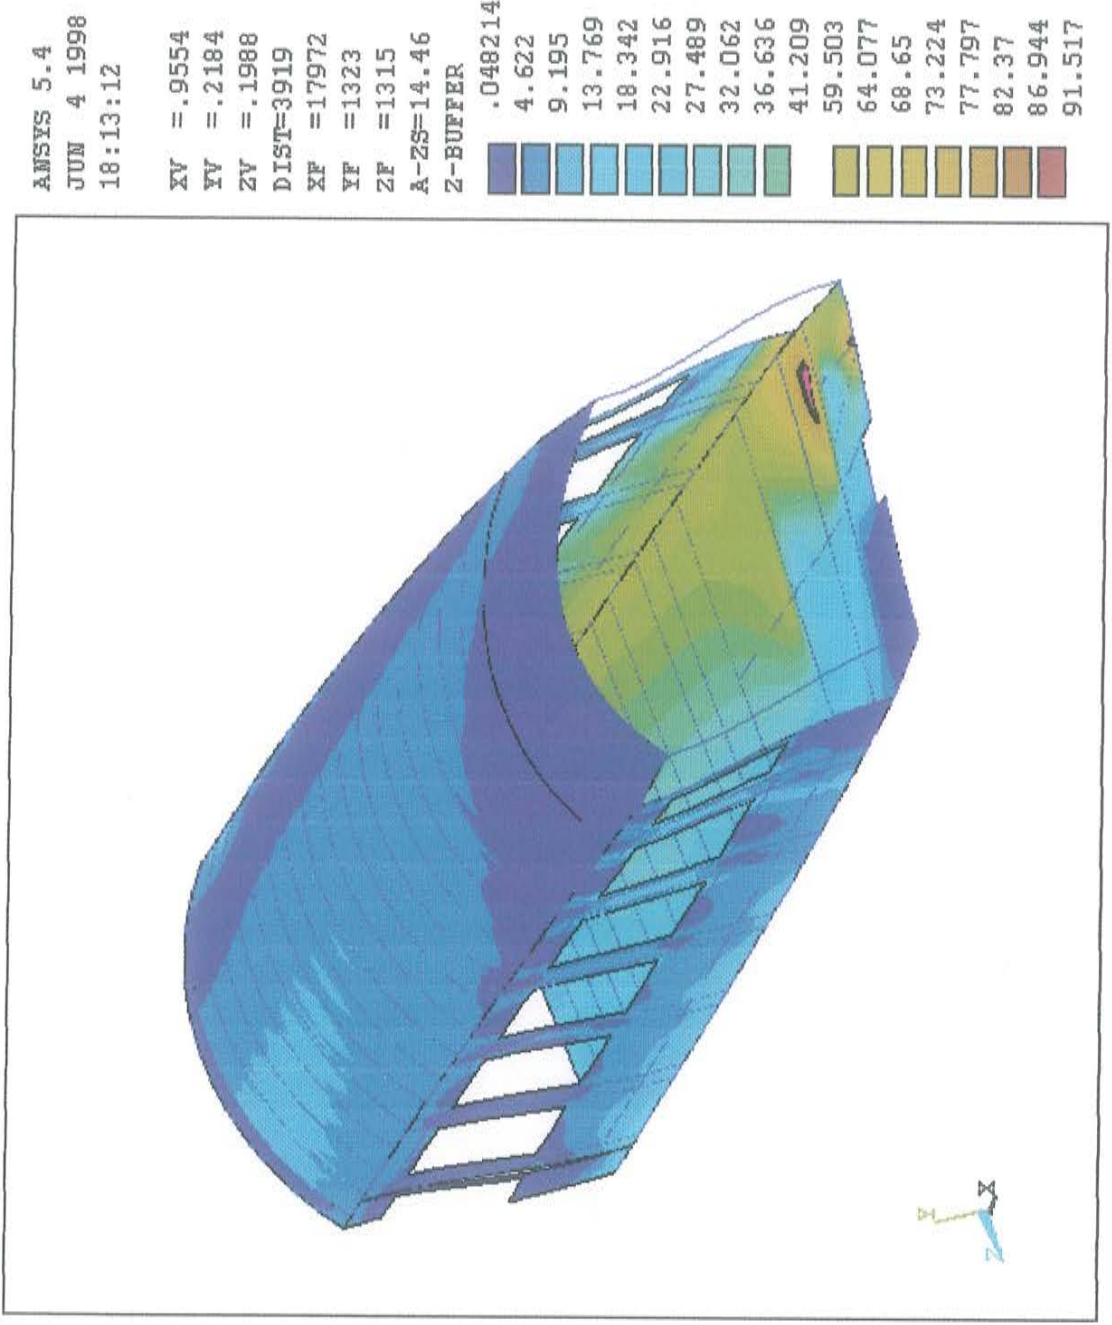 ANSYS 5.4
JUN 4 1998
18:13:12
XV =.9554
YV =.2184
ZV =.1988
DIST=3919
XF =17972
YF =1323
ZF =1315
A-ZS=14.46
Z-BUFFER
.048214
4.622
9.195
13.769
18.342
22.916
27.489
32.062
36.636
41.209
59.503
64.077
68.65
73.224
77.797
82.37
86.944
91.517
Z